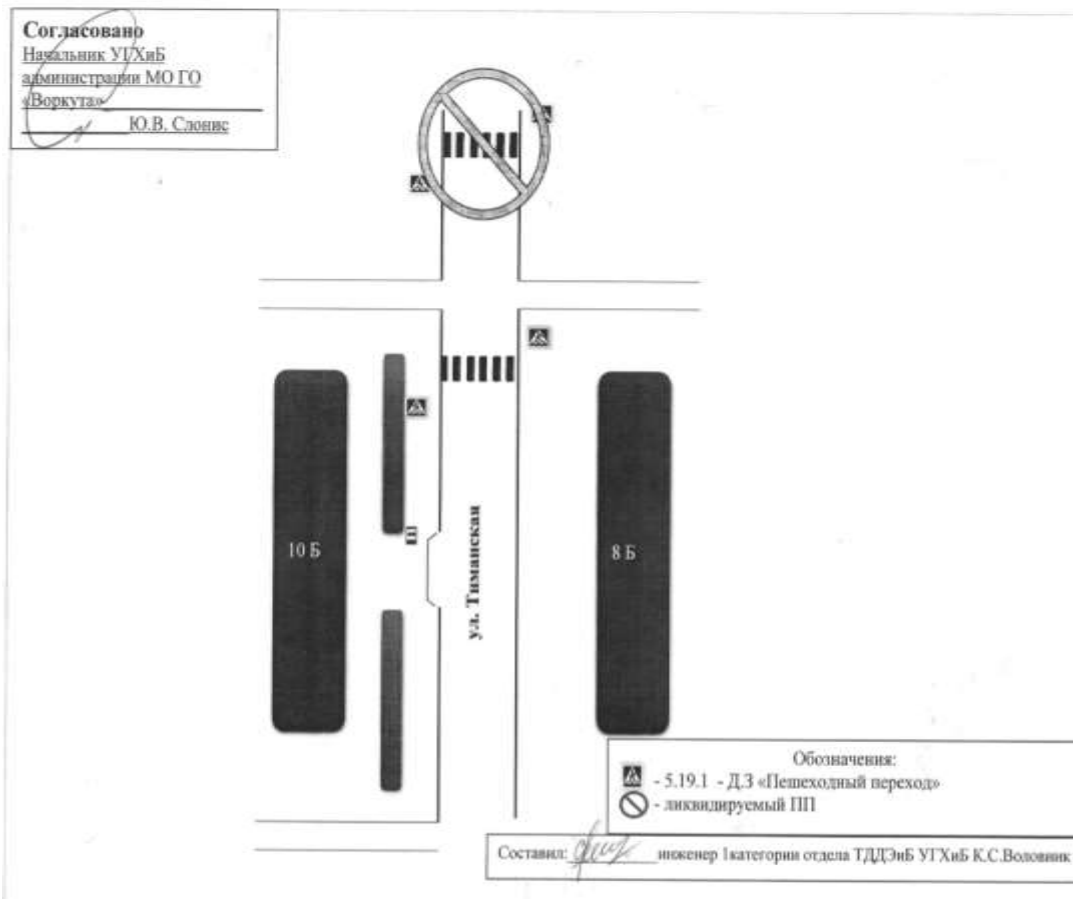 Согласовано
Начальник УГХиБ
администрации МО ГО
«Воркута»
Ю.В. Слонис
10 Б
ул. Тиманская
8 Б
Обозначения:
- 5.19.1 - Д.З «Пешеходный переход»
- ликвидируемый ПП
Составил: инженер 1категории отдела ТДДЭиБ УГХиБ К.С.Воловник